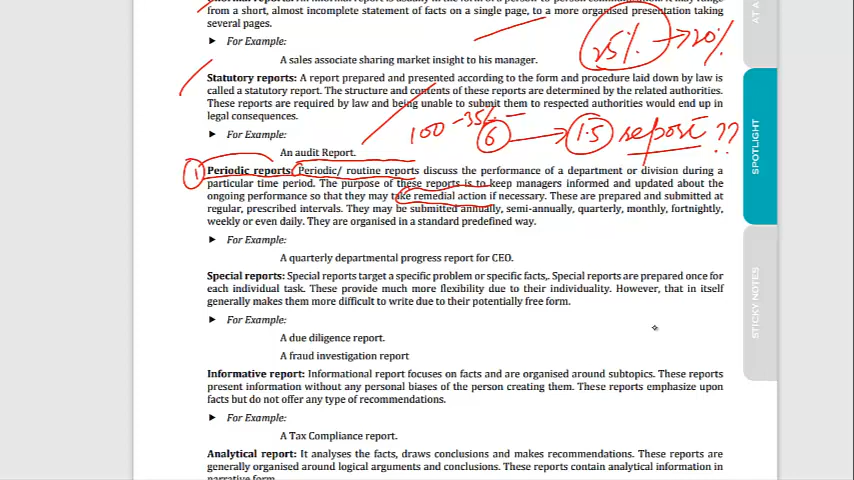 from a short, almost incomplete statement of facts on a single page, to a more organised presentation taking
several pages.
► For Example:
A sales associate sharing market insight to his manager.
25% → 20%
Statutory reports: A report prepared and presented according to the form and procedure laid down by law is
called a statutory report. The structure and contents of these reports are determined by the related authorities.
These reports are required by law and being unable to submit them to respected authorities would end up in
legal consequences.
100 - 35%
6 → 1.5 report ??
► For Example:
An audit Report.
1
Periodic reports: Periodic/ routine reports discuss the performance of a department or division during a
particular time period. The purpose of these reports is to keep managers informed and updated about the
ongoing performance so that they may take remedial action if necessary. These are prepared and submitted at
regular, prescribed intervals. They may be submitted annually, semi-annually, quarterly, monthly, fortnightly,
weekly or even daily. They are organised in a standard predefined way.
► For Example:
A quarterly departmental progress report for CEO.
Special reports: Special reports target a specific problem or specific facts,. Special reports are prepared once for
each individual task. These provide much more flexibility due to their individuality. However, that in itself
generally makes them more difficult to write due to their potentially free form.
► For Example:
A due diligence report.
A fraud investigation report
Informative report: Informational report focuses on facts and are organised around subtopics. These reports
present information without any personal biases of the person creating them. These reports emphasize upon
facts but do not offer any type of recommendations.
► For Example:
A Tax Compliance report.
Analytical report: It analyses the facts, draws conclusions and makes recommendations. These reports are
generally organised around logical arguments and conclusions. These reports contain analytical information in
narrative form.
AT A
SPOTLIGHT
STICKY NOTES